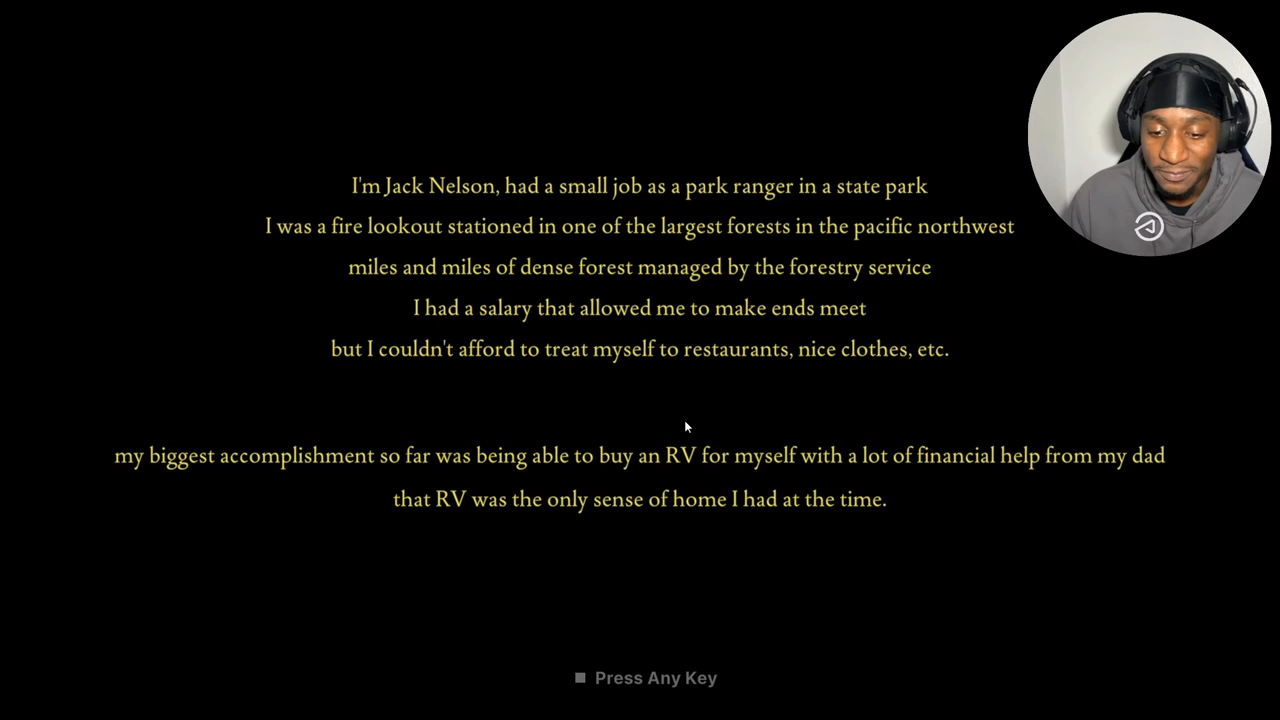 I'm Jack Nelson, had a small job as a park ranger in a state park
I was a fire lookout stationed in one of the largest forests in the pacific northwest
miles and miles of dense forest managed by the forestry service
I had a salary that allowed me to make ends meet
but I couldn't afford to treat myself to restaurants, nice clothes, etc.
my biggest accomplishment so far was being able to buy an RV for myself with a lot of financial help from my dad
that RV was the only sense of home I had at the time.
Press Any Key